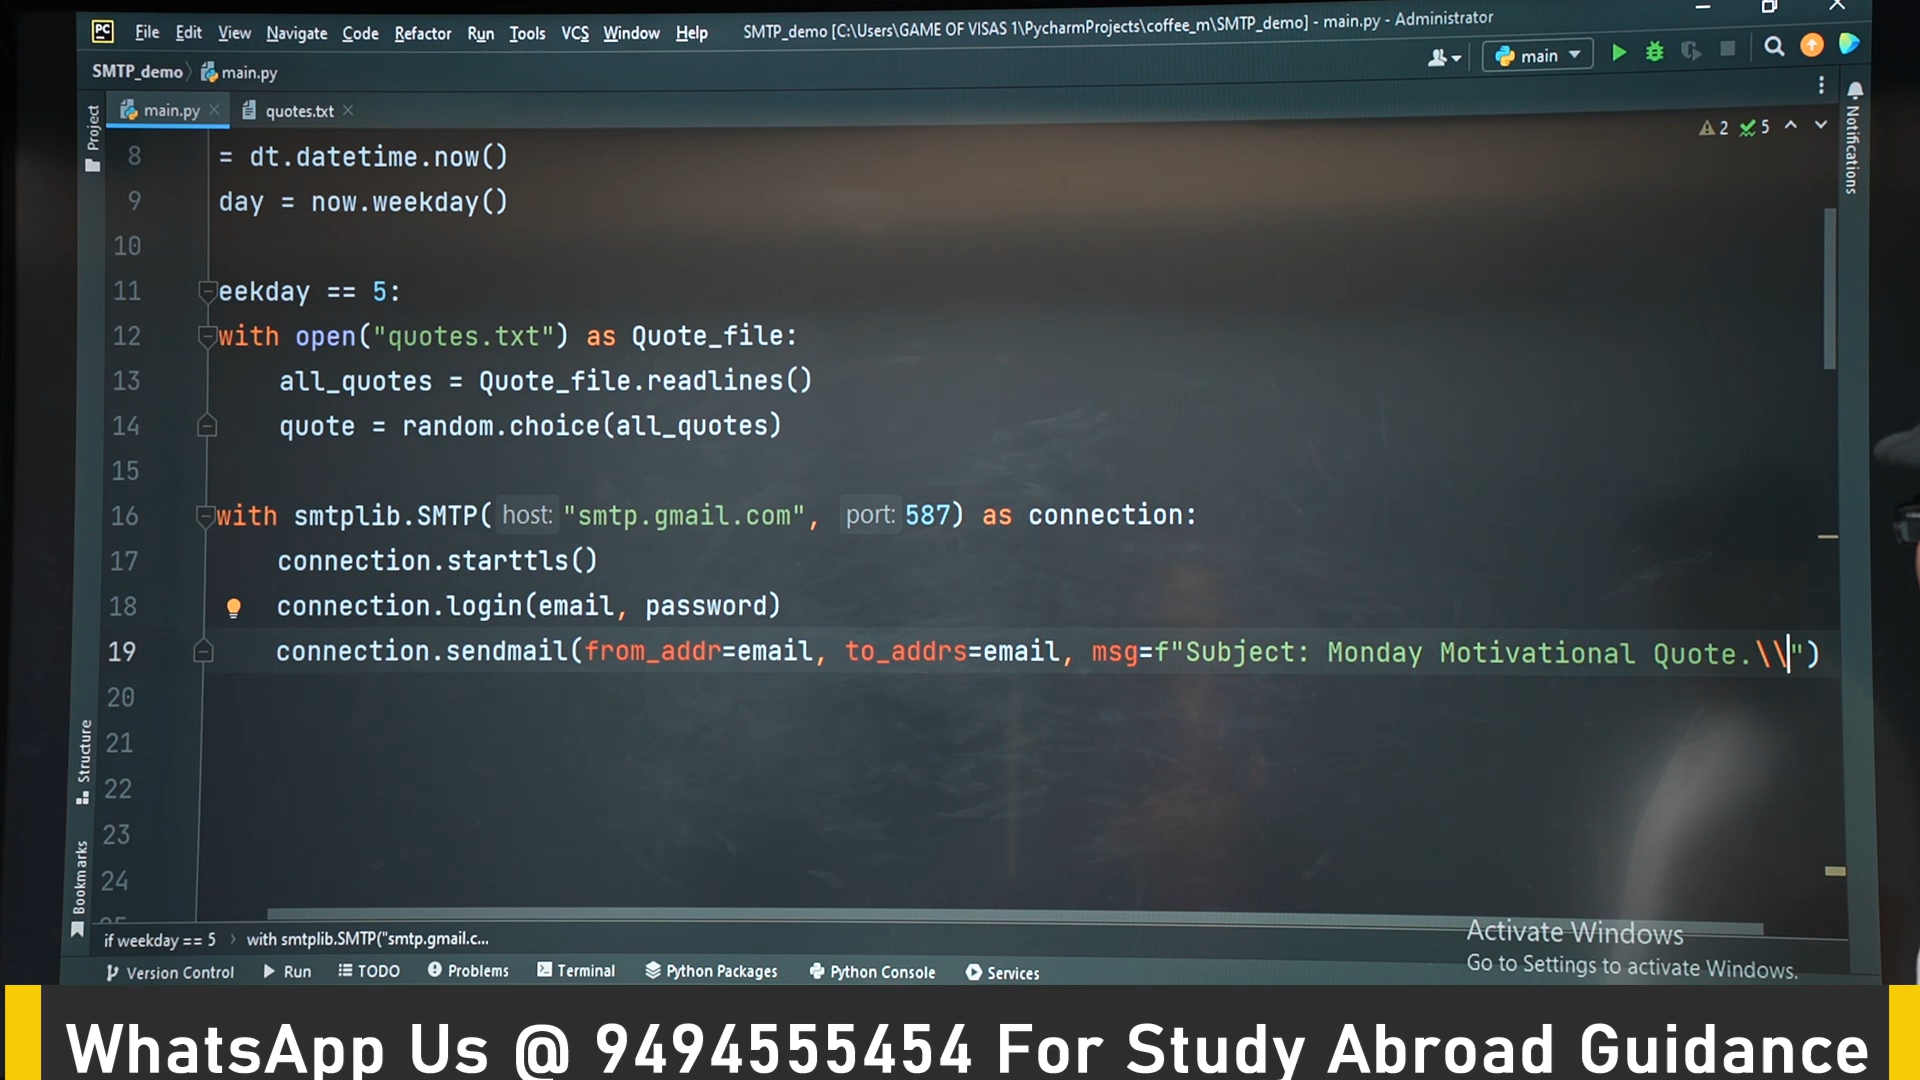 PC File Edit View Navigate Code Refactor Run Tools VCS Window Help SMTP_demo [C:\Users\GAME OF VISAS 1\PycharmProjects\coffee_m\SMTP_demo] - main.py - Administrator
SMTP_demo main.py main
main.py quotes.txt
Project
Notifications
2 5
8 = dt.datetime.now()
9 day = now.weekday()
10
11 eekday == 5:
12 with open("quotes.txt") as Quote_file:
13 all_quotes = Quote_file.readlines()
14 quote = random.choice(all_quotes)
15
16 with smtplib.SMTP( host: "smtp.gmail.com", port: 587) as connection:
17 connection.starttls()
18 connection.login(email, password)
19 connection.sendmail(from_addr=email, to_addrs=email, msg=f"Subject: Monday Motivational Quote.\\")
20
21
22
23
24
Structure
Bookmarks
if weekday == 5 with smtplib.SMTP("smtp.gmail.c...
Activate Windows
Go to Settings to activate Windows.
Version Control Run TODO Problems Terminal Python Packages Python Console Services
WhatsApp Us @ 9494555454 For Study Abroad Guidance